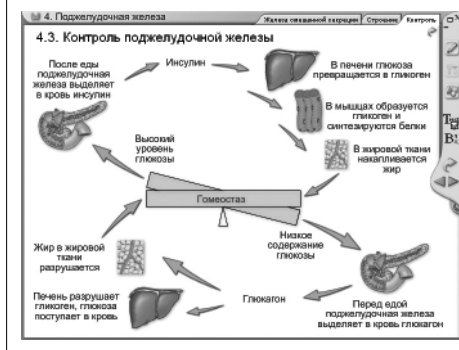 4. Поджелудочная железа
Железа смешанной секреции
Строение
Контроль
4.3. Контроль поджелудочной железы
После еды
поджелудочная
железа выделяет
в кровь инсулин
Инсулин
В печени глюкоза
превращается в гликоген
В мышцах образуется
гликоген и
синтезируются белки
В жировой ткани
накапливается
жир
Высокий
уровень
глюкозы
Гомеостаз
Низкое
содержание
глюкозы
Жир в жировой
ткани
разрушается
Печень разрушает
гликоген, глюкоза
поступает в кровь
Глюкагон
Перед едой
поджелудочная железа
выделяет в кровь глюкагон